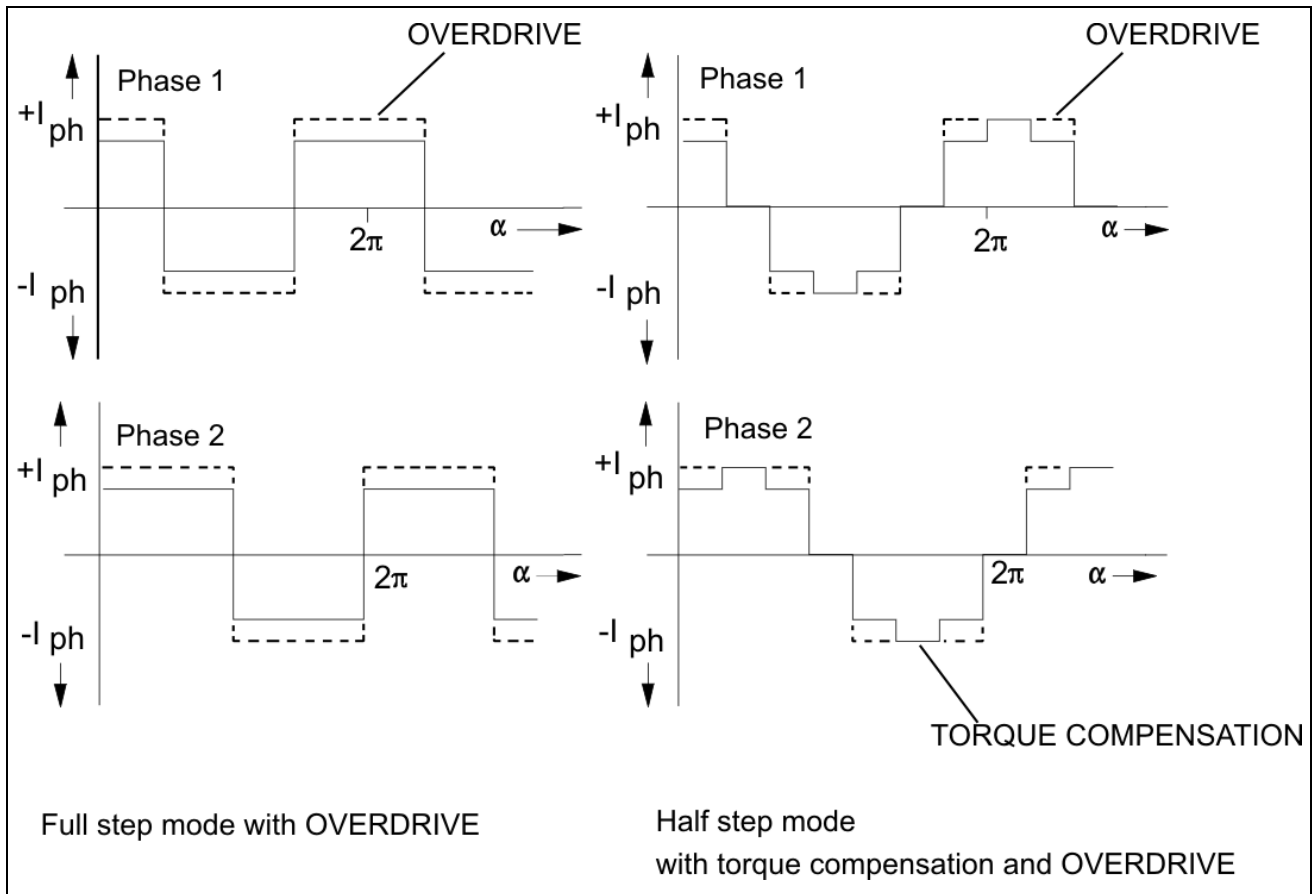 OVERDRIVE
Phase 1
+I ph
-I ph
2π
α
OVERDRIVE
Phase 1
+I ph
-I ph
2π
α
Phase 2
+I ph
-I ph
2π
α
Phase 2
+I ph
-I ph
2π
α
TORQUE COMPENSATION
Full step mode with OVERDRIVE
Half step mode
with torque compensation and OVERDRIVE